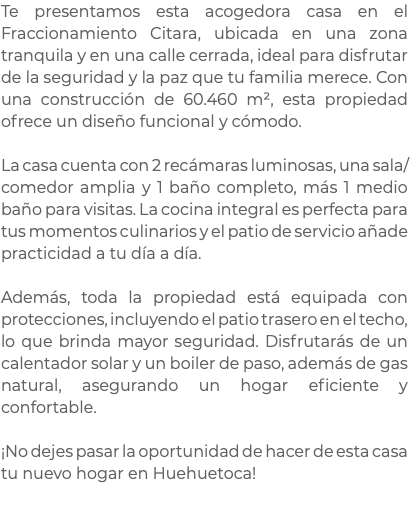 Te presentamos esta acogedora casa en el
Fraccionamiento Citara, ubicada en una zona
tranquila y en una calle cerrada, ideal para disfrutar
de la seguridad y la paz que tu familia merece. Con
una construcción de 60.460 m², esta propiedad
ofrece un diseño funcional y cómodo.

La casa cuenta con 2 recámaras luminosas, una sala/
comedor amplia y 1 baño completo, más 1 medio
baño para visitas. La cocina integral es perfecta para
tus momentos culinarios y el patio de servicio añade
practicidad a tu día a día.

Además, toda la propiedad está equipada con
protecciones, incluyendo el patio trasero en el techo,
lo que brinda mayor seguridad. Disfrutarás de un
calentador solar y un boiler de paso, además de gas
natural, asegurando un hogar eficiente y
confortable.

¡No dejes pasar la oportunidad de hacer de esta casa
tu nuevo hogar en Huehuetoca!